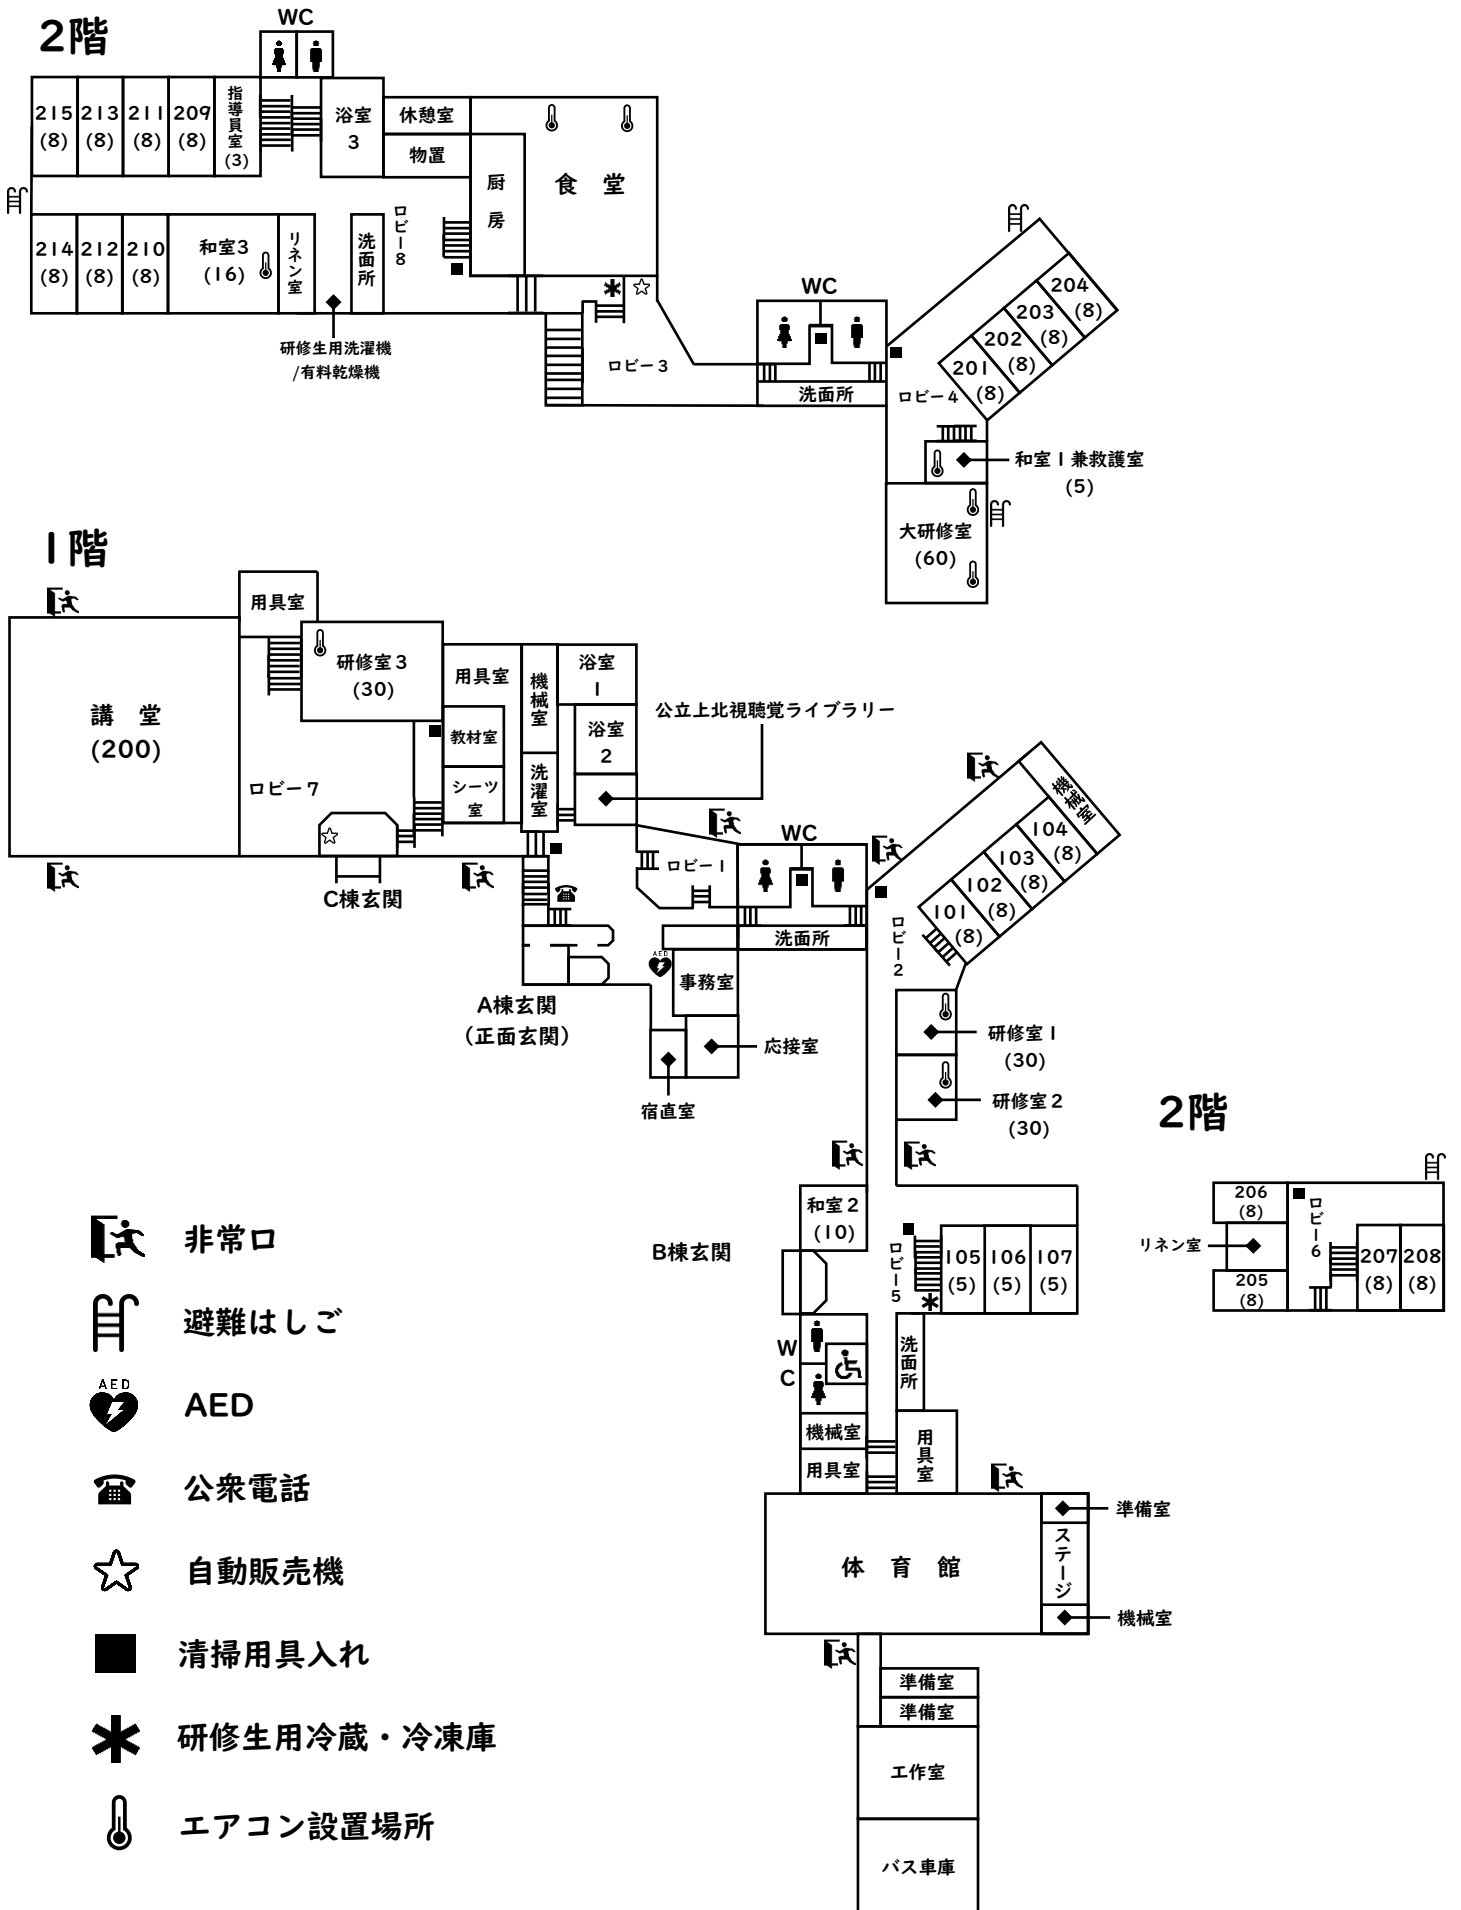 2階
WC
215
(8)
213
(8)
211
(8)
209
(8)
指導員室
(3)
浴室
3
休憩室
物置
厨房
食堂
214
(8)
212
(8)
210
(8)
和室3
(16)
リネン室
洗面所
ロビー8
研修生用洗濯機
/有料乾燥機
ロビー3
WC
洗面所
ロビー4
204
(8)
203
(8)
202
(8)
201
(8)
和室1兼救護室
(5)
大研修室
(60)
1階
用具室
講堂
(200)
研修室3
(30)
ロビー7
C棟玄関
用具室
教材室
シーツ
室
機械室
洗濯室
浴室
1
浴室
2
公立上北視聴覚ライブラリー
ロビー1
WC
洗面所
AED
事務室
応接室
宿直室
A棟玄関
(正面玄関)
機械室
104
(8)
103
(8)
102
(8)
101
(8)
ロビー2
研修室1
(30)
研修室2
(30)
和室2
(10)
B棟玄関
ロビー5
105
(5)
106
(5)
107
(5)
W
C
洗面所
機械室
用具室
用具室
体育館
準備室
ステージ
機械室
準備室
準備室
工作室
バス車庫
2階
206
(8)
リネン室
205
(8)
ロビー6
207
(8)
208
(8)
非常口
避難はしご
AED
AED
公衆電話
自動販売機
清掃用具入れ
研修生用冷蔵・冷凍庫
エアコン設置場所